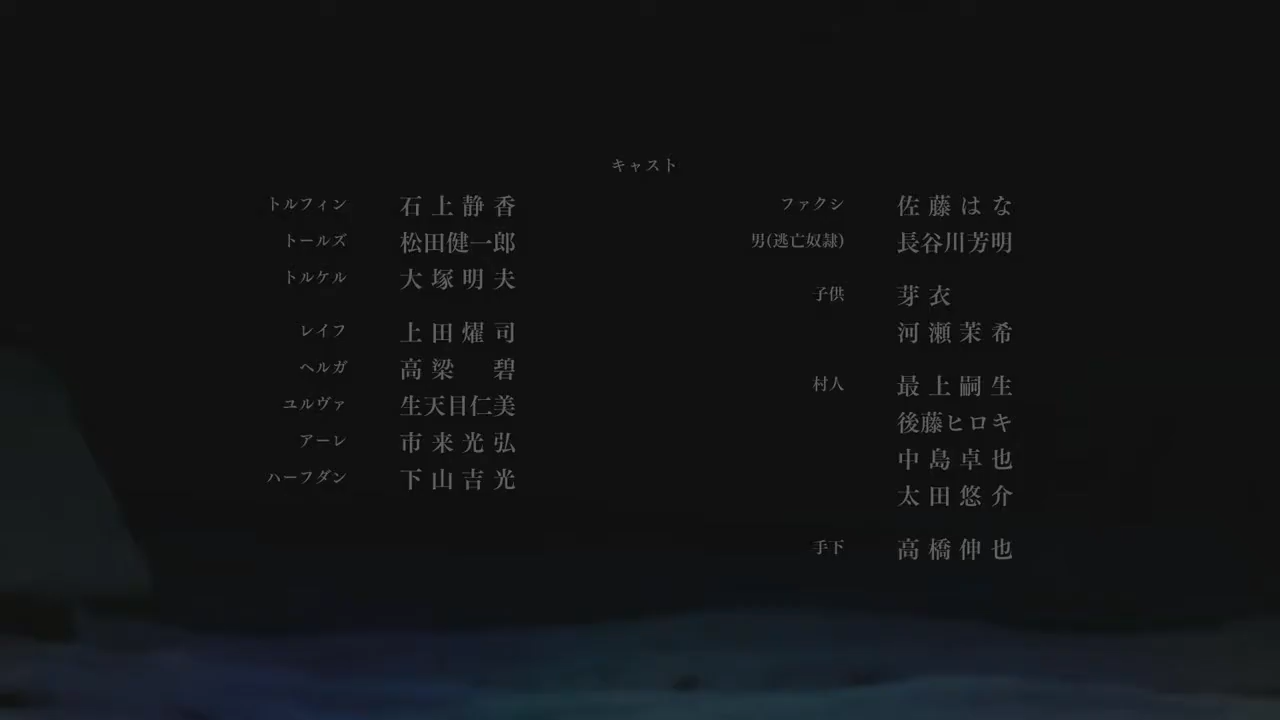 キャスト
トルフィン 石上静香
トールズ 松田健一郎
トルケル 大塚明夫
レイフ 上田燿司
ヘルガ 高梁 碧
ユルヴァ 生天目仁美
アーレ 市来光弘
ハーフダン 下山吉光
ファクシ 佐藤はな
男(逃亡奴隷) 長谷川芳明
子供 芽衣
河瀬茉希
村人 最上嗣生
後藤ヒロキ
中島卓也
太田悠介
手下 高橋伸也